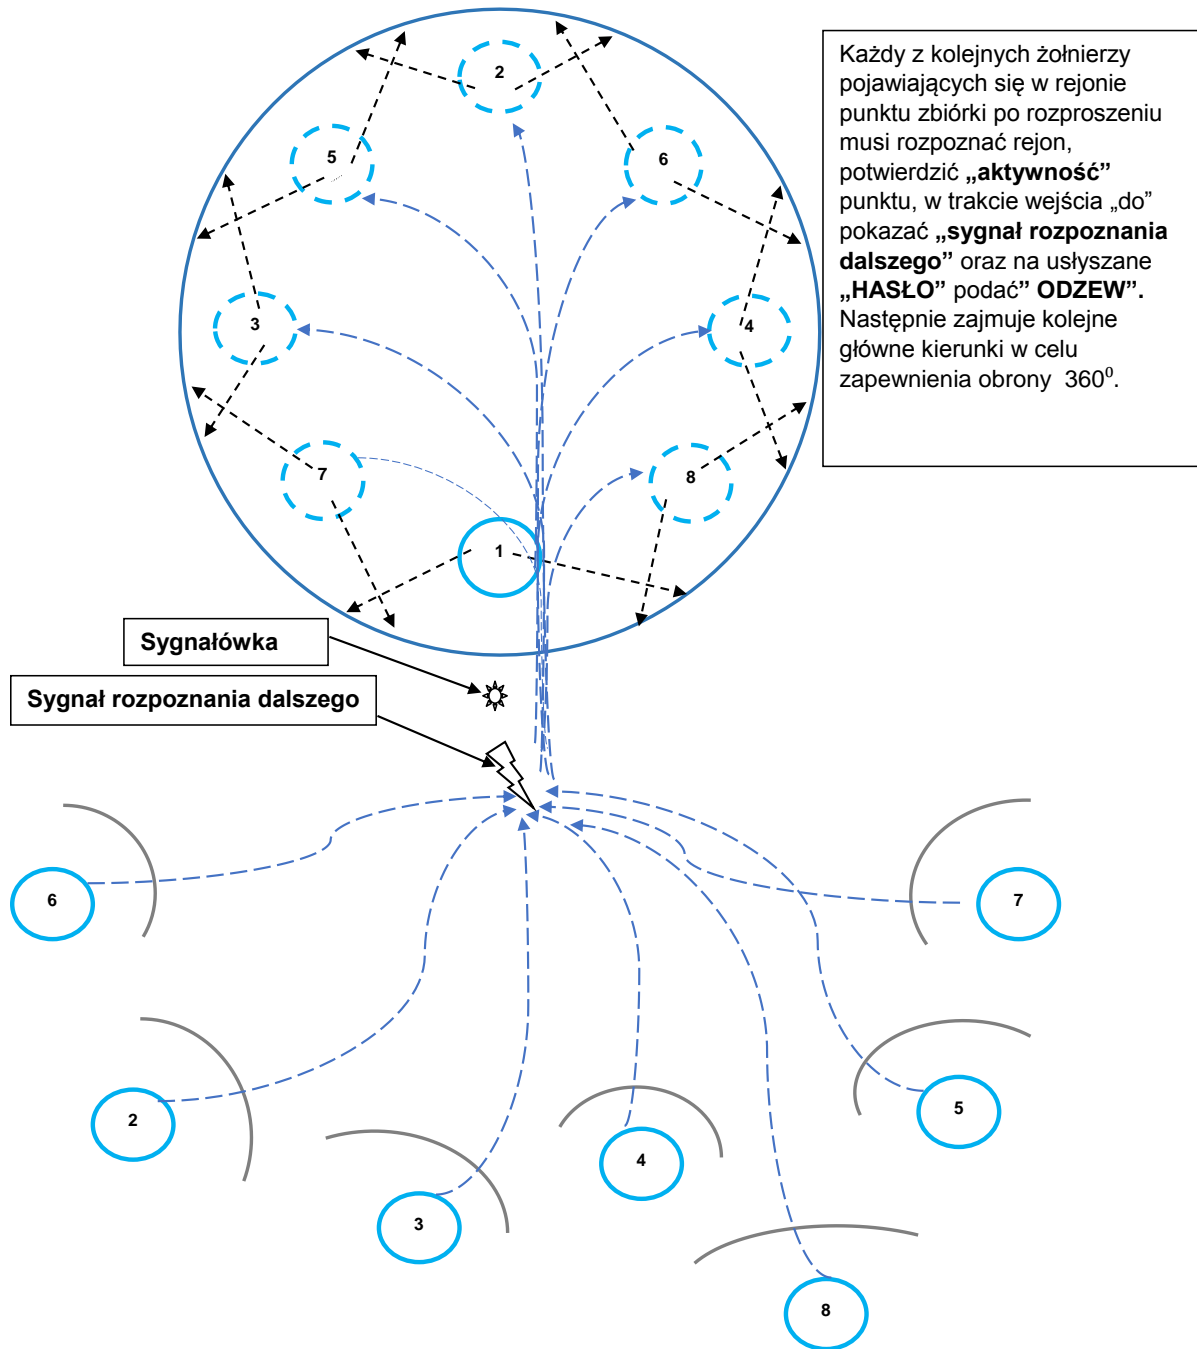 2
5
6
3
4
7
8
1
Każdy z kolejnych żołnierzy
pojawiających się w rejonie
punktu zbiórki po rozproszeniu
musi rozpoznać rejon,
potwierdzić „aktywność”
punktu, w trakcie wejścia „do”
pokazać „sygnał rozpoznania
dalszego” oraz na usłyszane
„HASŁO” podać” ODZEW”.
Następnie zajmuje kolejne
główne kierunki w celu
zapewnienia obrony 360⁰.
Sygnałówka
Sygnał rozpoznania dalszego
6
7
2
5
4
3
8